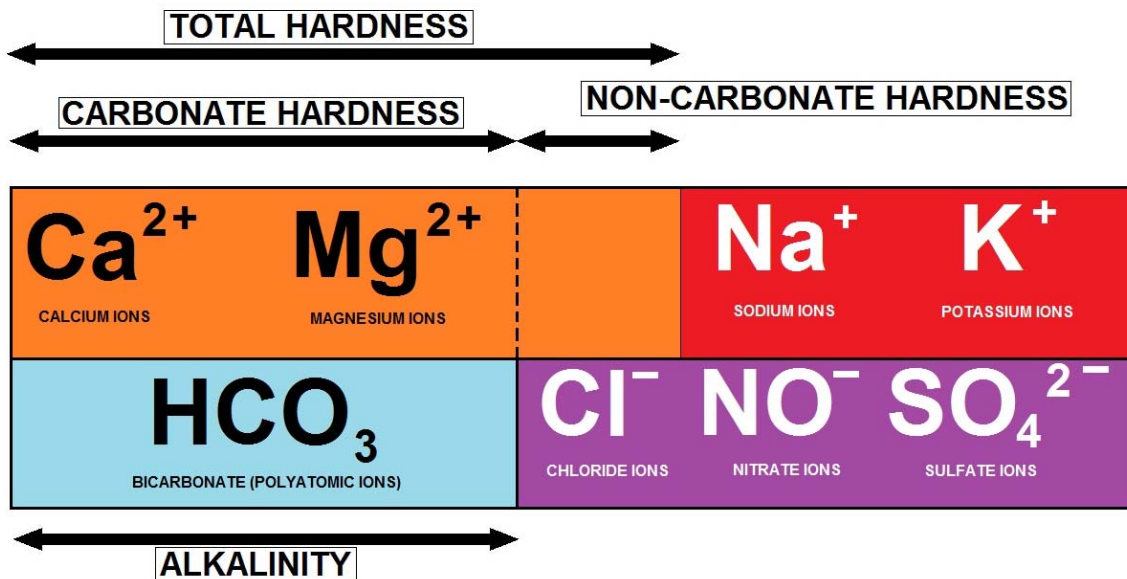 TOTAL HARDNESS
CARBONATE HARDNESS
NON-CARBONATE HARDNESS
Ca²⁺
Mg²⁺
Na⁺
K⁺
CALCIUM IONS
MAGNESIUM IONS
SODIUM IONS
POTASSIUM IONS
HCO₃
Cl⁻
NO⁻
SO₄²⁻
BICARBONATE (POLYATOMIC IONS)
CHLORIDE IONS
NITRATE IONS
SULFATE IONS
ALKALINITY